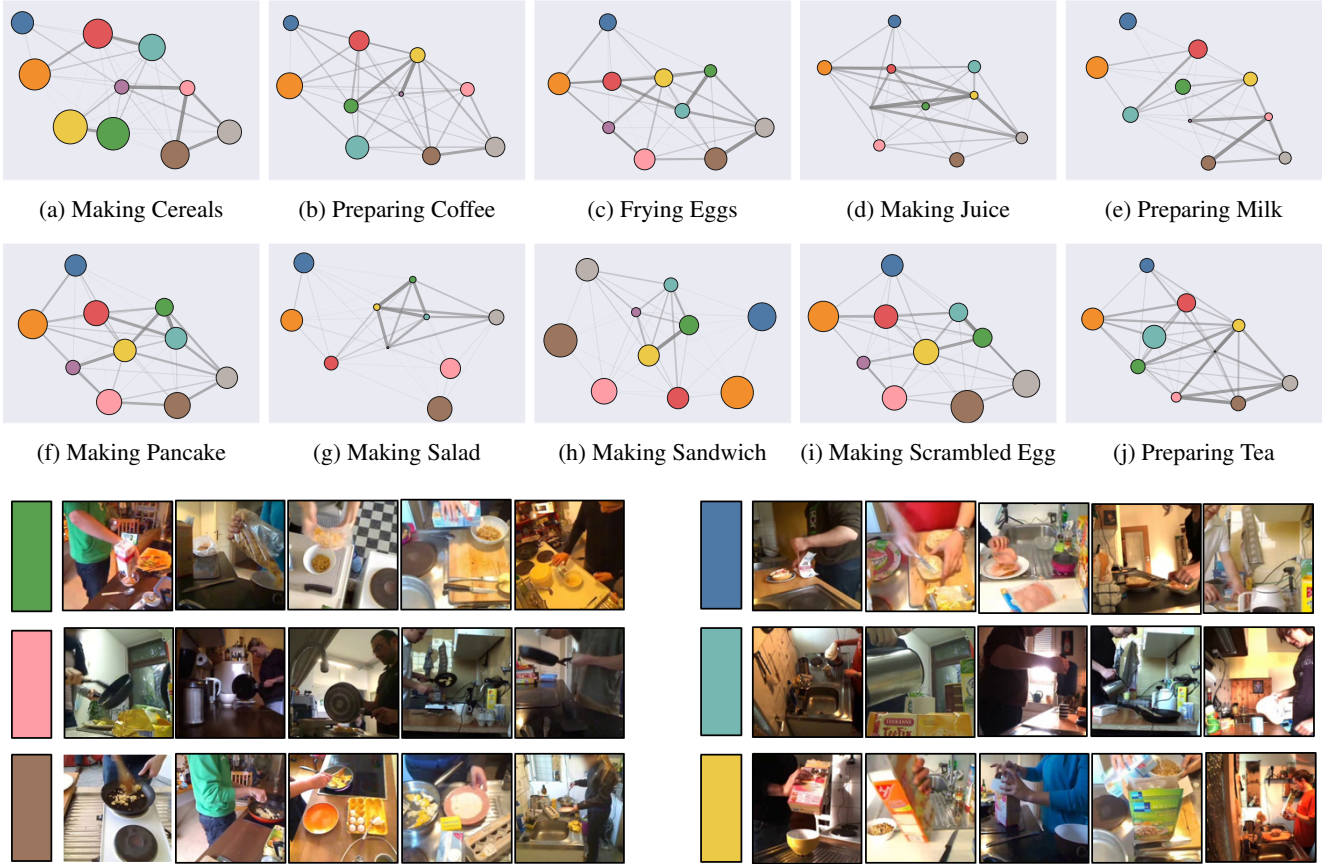 (a) Making Cereals
(b) Preparing Coffee
(c) Frying Eggs
(d) Making Juice
(e) Preparing Milk
(f) Making Pancake
(g) Making Salad
(h) Making Sandwich
(i) Making Scrambled Egg
(j) Preparing Tea